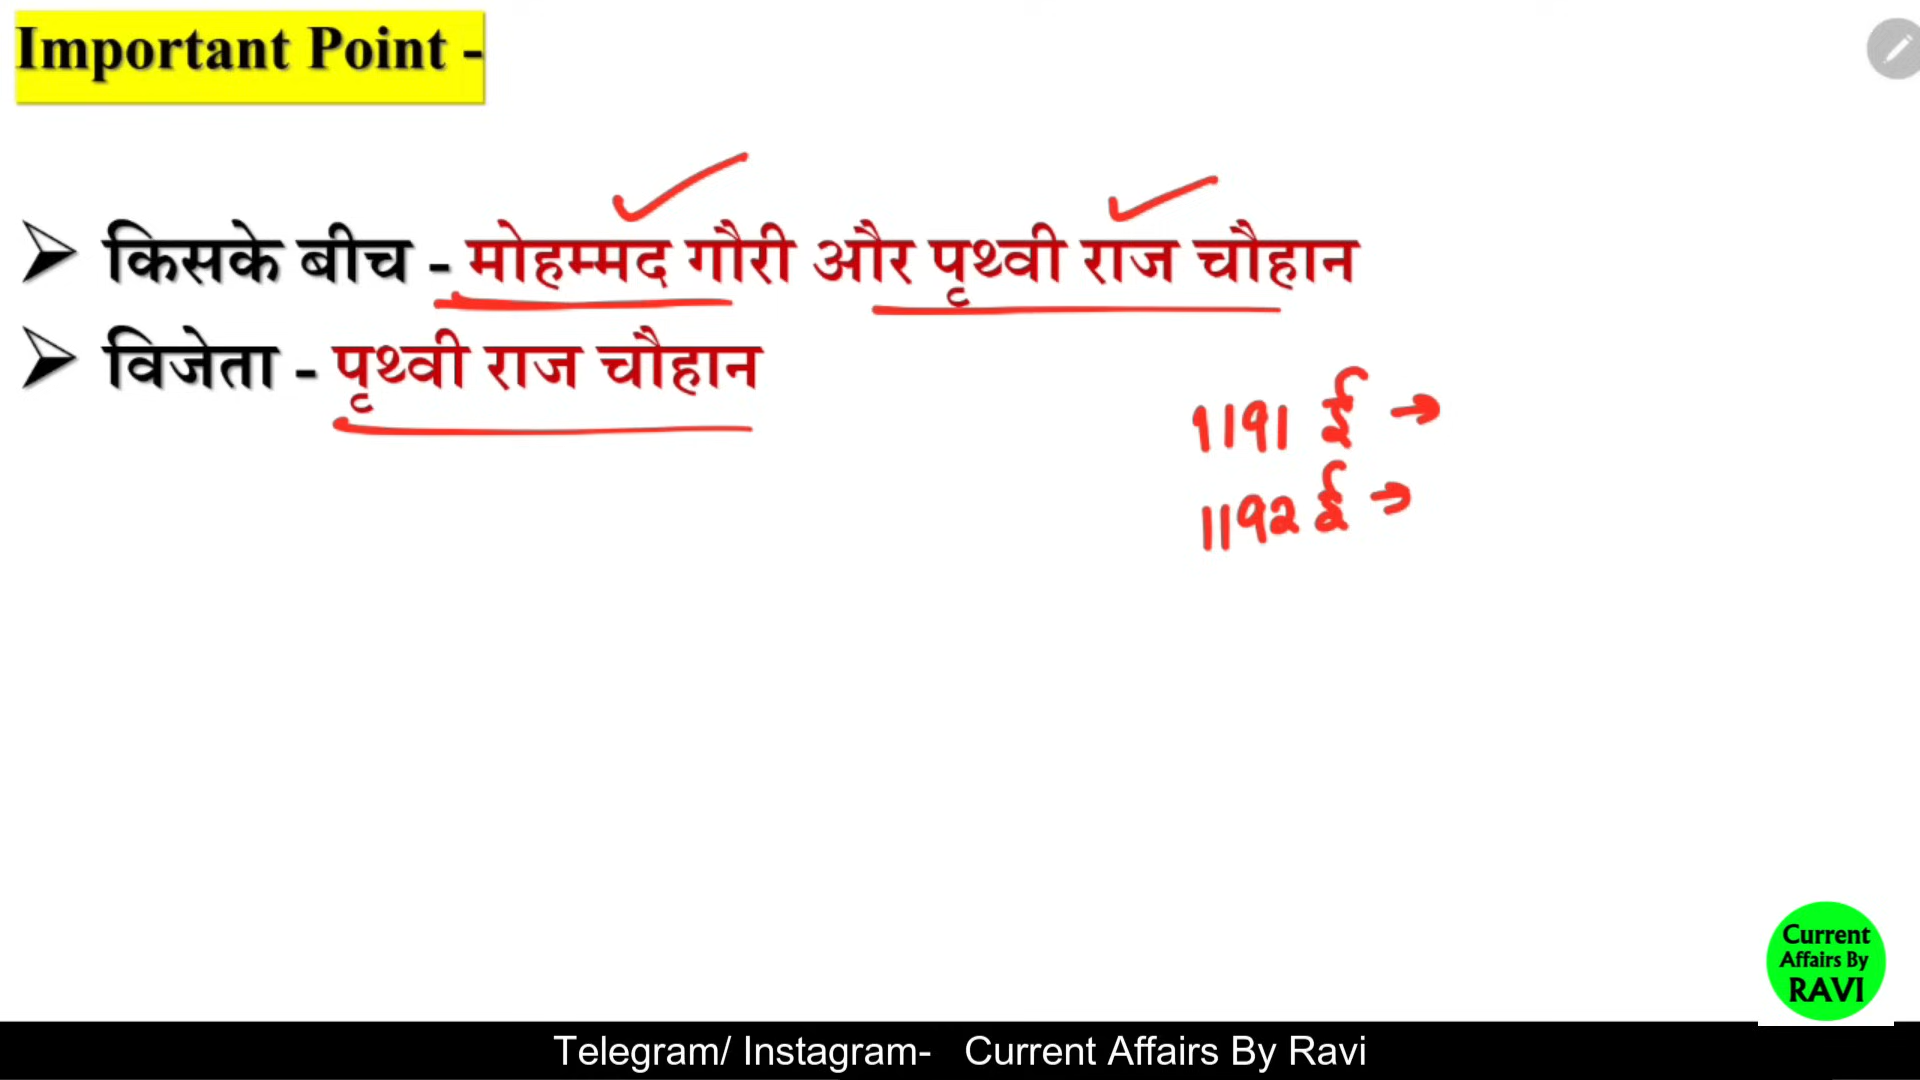 Important Point -
किसके बीच - मोहम्मद गौरी और पृथ्वी राज चौहान
विजेता - पृथ्वी राज चौहान
1191 ई →
1192 ई →
Current
Affairs By
RAVI
Telegram/ Instagram- Current Affairs By Ravi